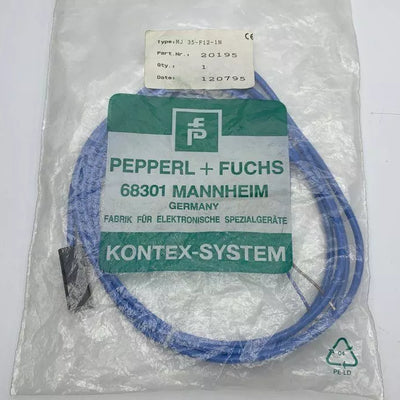 Type: MJ 35-F12-1N CE
Part.Nr.: 20195
Qty.: 1
Date: 120795
PEPPERL + FUCHS
68301 MANNHEIM
GERMANY
FABRIK FÜR ELEKTRONISCHE SPEZIALGERÄTE
KONTEX-SYSTEM
04
PE-LD